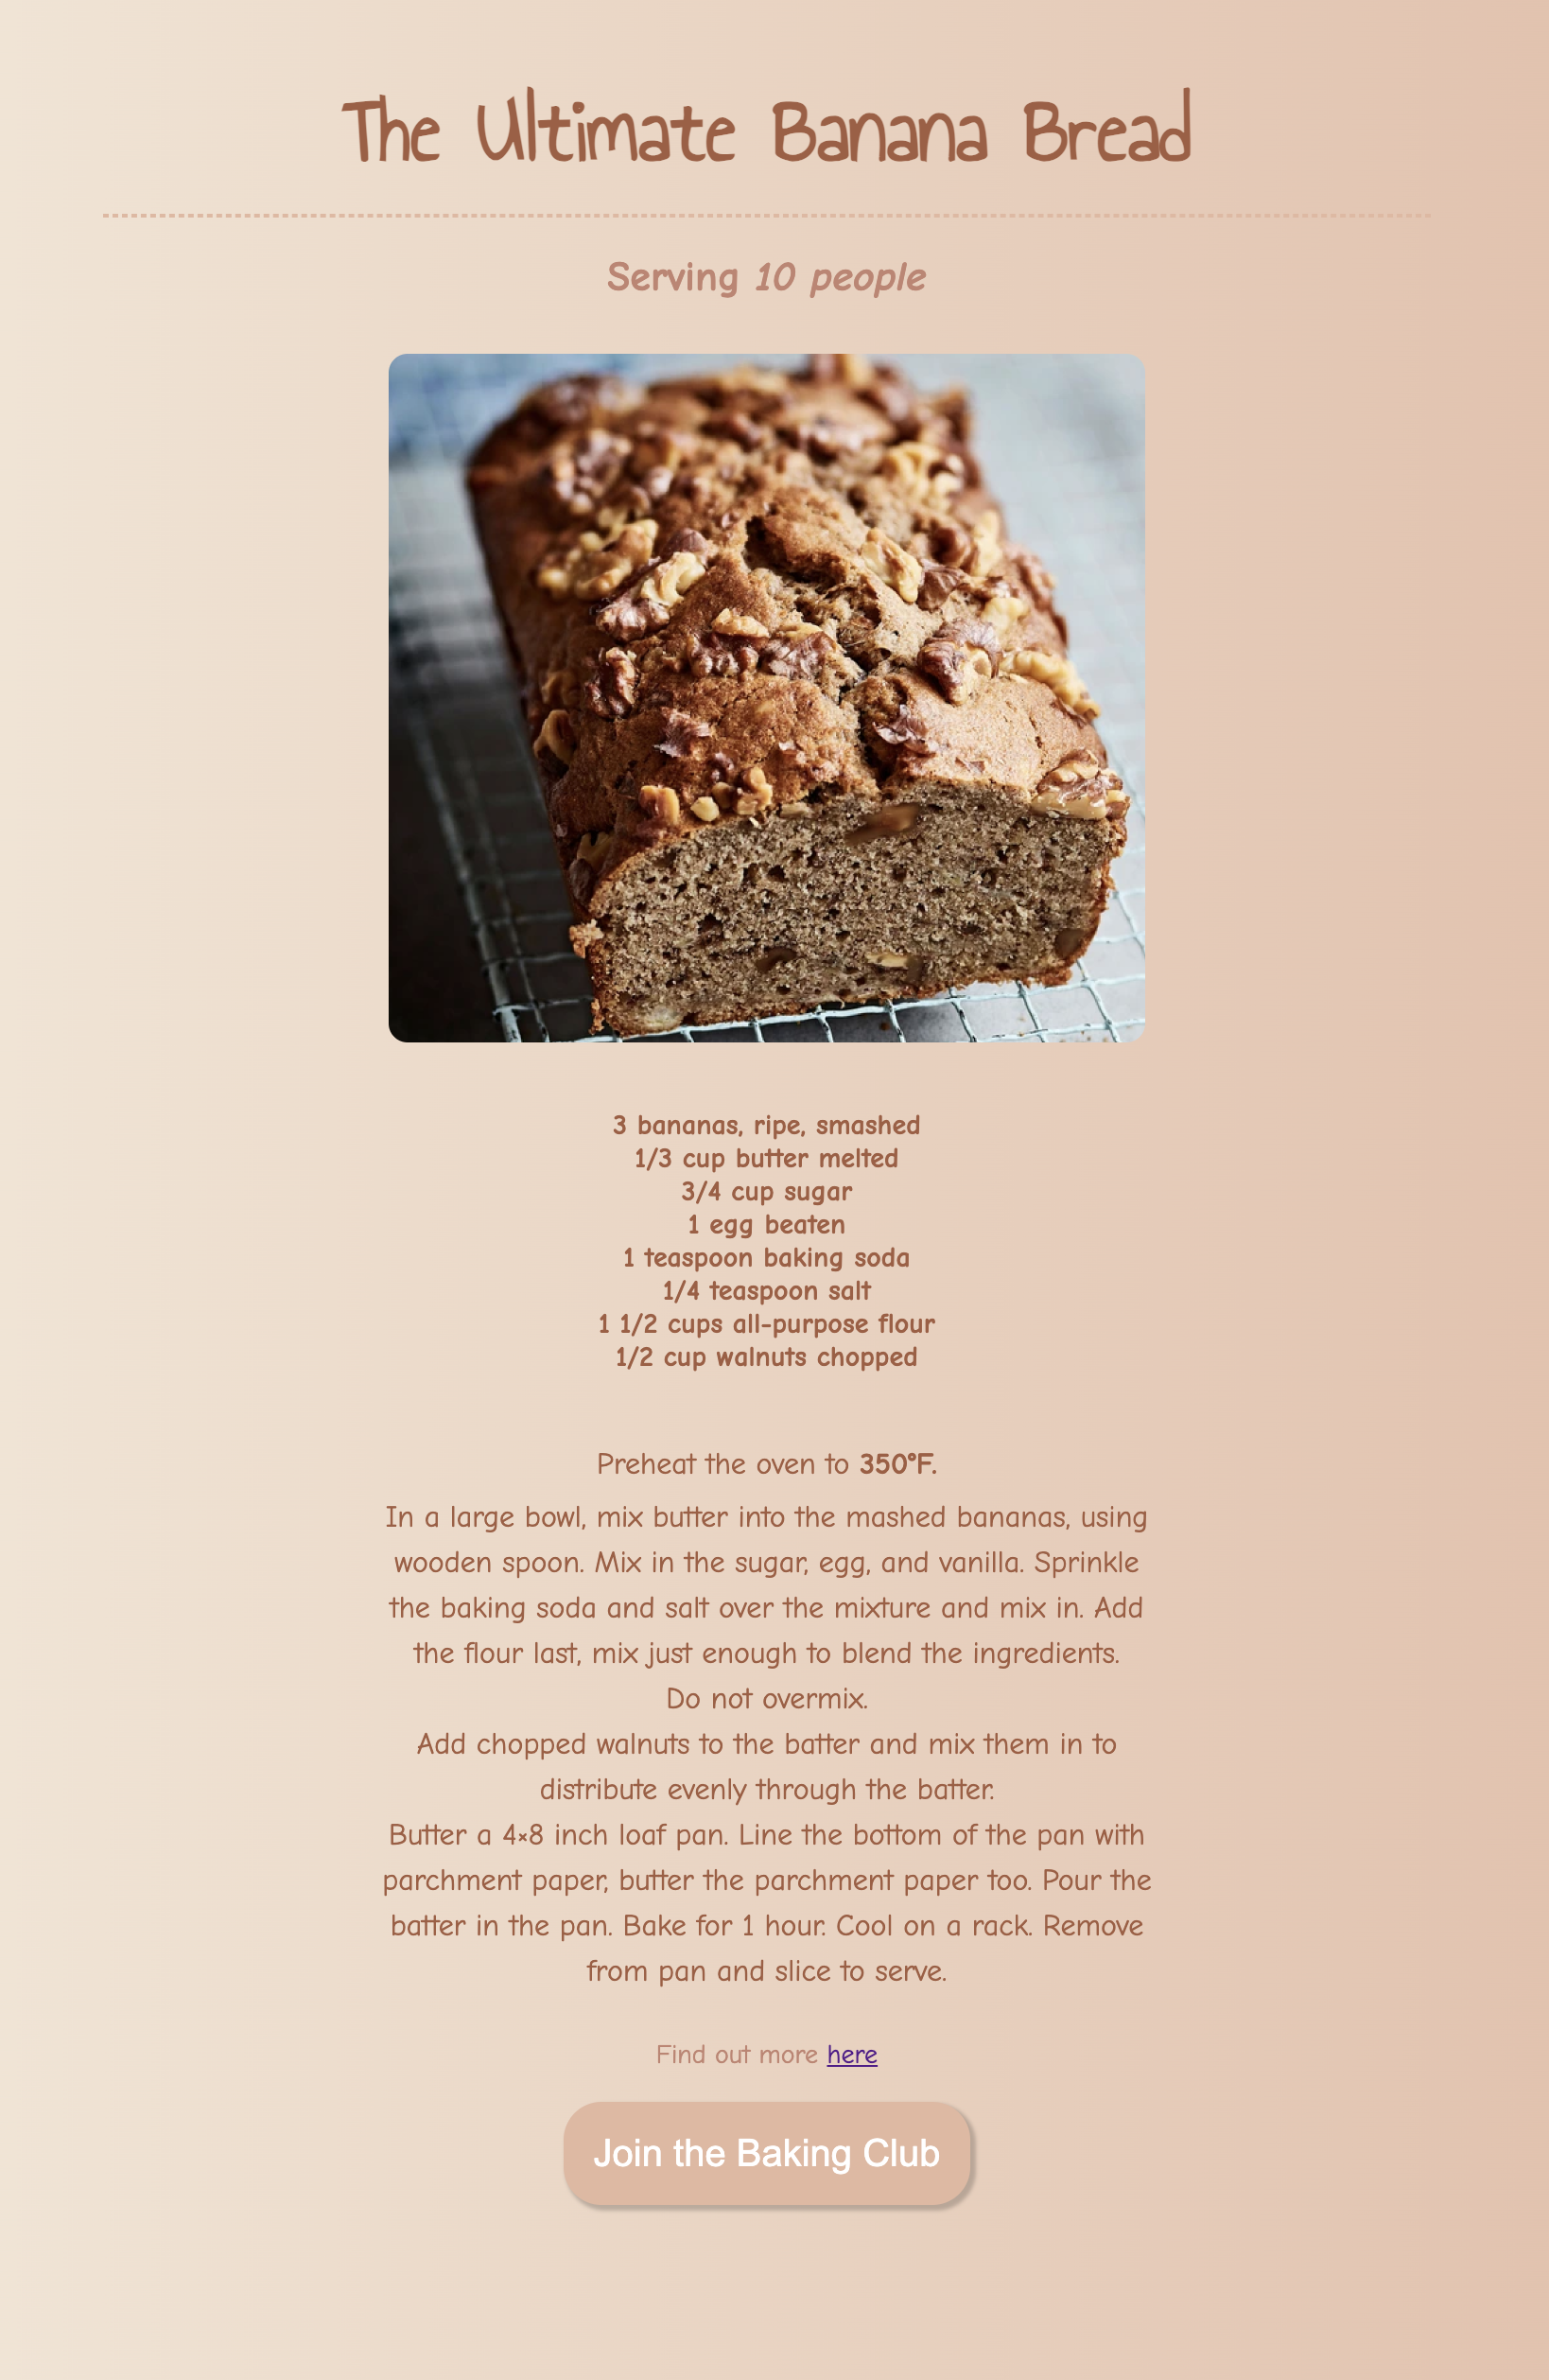 The Ultimate Banana Bread
Serving 10 people
3 bananas, ripe, smashed
1/3 cup butter melted
3/4 cup sugar
1 egg beaten
1 teaspoon baking soda
1/4 teaspoon salt
1 1/2 cups all-purpose flour
1/2 cup walnuts chopped
Preheat the oven to 350°F.
In a large bowl, mix butter into the mashed bananas, using
wooden spoon. Mix in the sugar, egg, and vanilla. Sprinkle
the baking soda and salt over the mixture and mix in. Add
the flour last, mix just enough to blend the ingredients.
Do not overmix.
Add chopped walnuts to the batter and mix them in to
distribute evenly through the batter.
Butter a 4×8 inch loaf pan. Line the bottom of the pan with
parchment paper, butter the parchment paper too. Pour the
batter in the pan. Bake for 1 hour. Cool on a rack. Remove
from pan and slice to serve.
Find out more here
Join the Baking Club